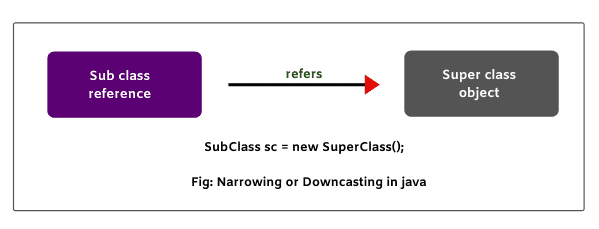 Sub class
reference
refers
Super class
object
SubClass sc = new SuperClass();
Fig: Narrowing or Downcasting in java